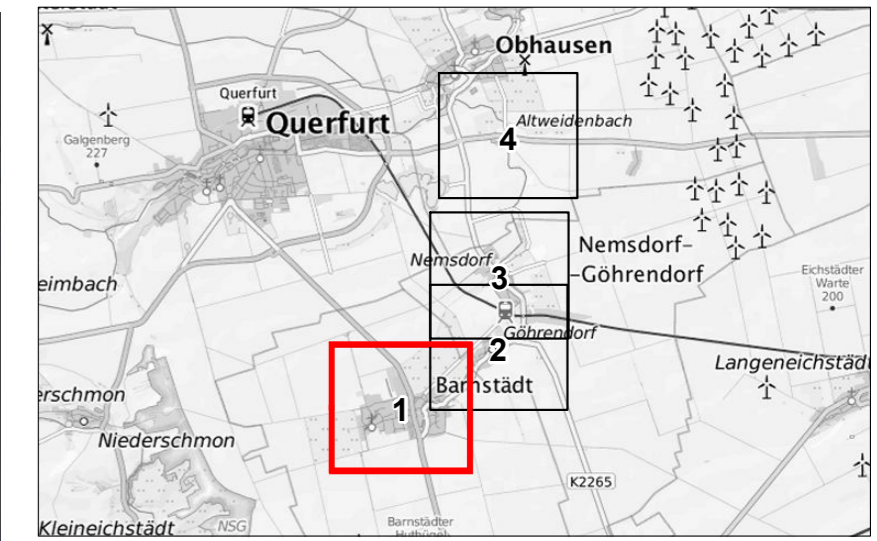 Obhausen
Querfurt
Querfurt
Altweidenbach
4
Galgenberg
227
Nemsdorf
Nemsdorf-
-Göhrendorf
3
Eichstädter
Warte
200
eimbach
Göhrendorf
2
Langeneichstädt
Barnstädt
1
erschmon
Niederschmon
K2265
Kleineichstädt
NSG
Barnstädter